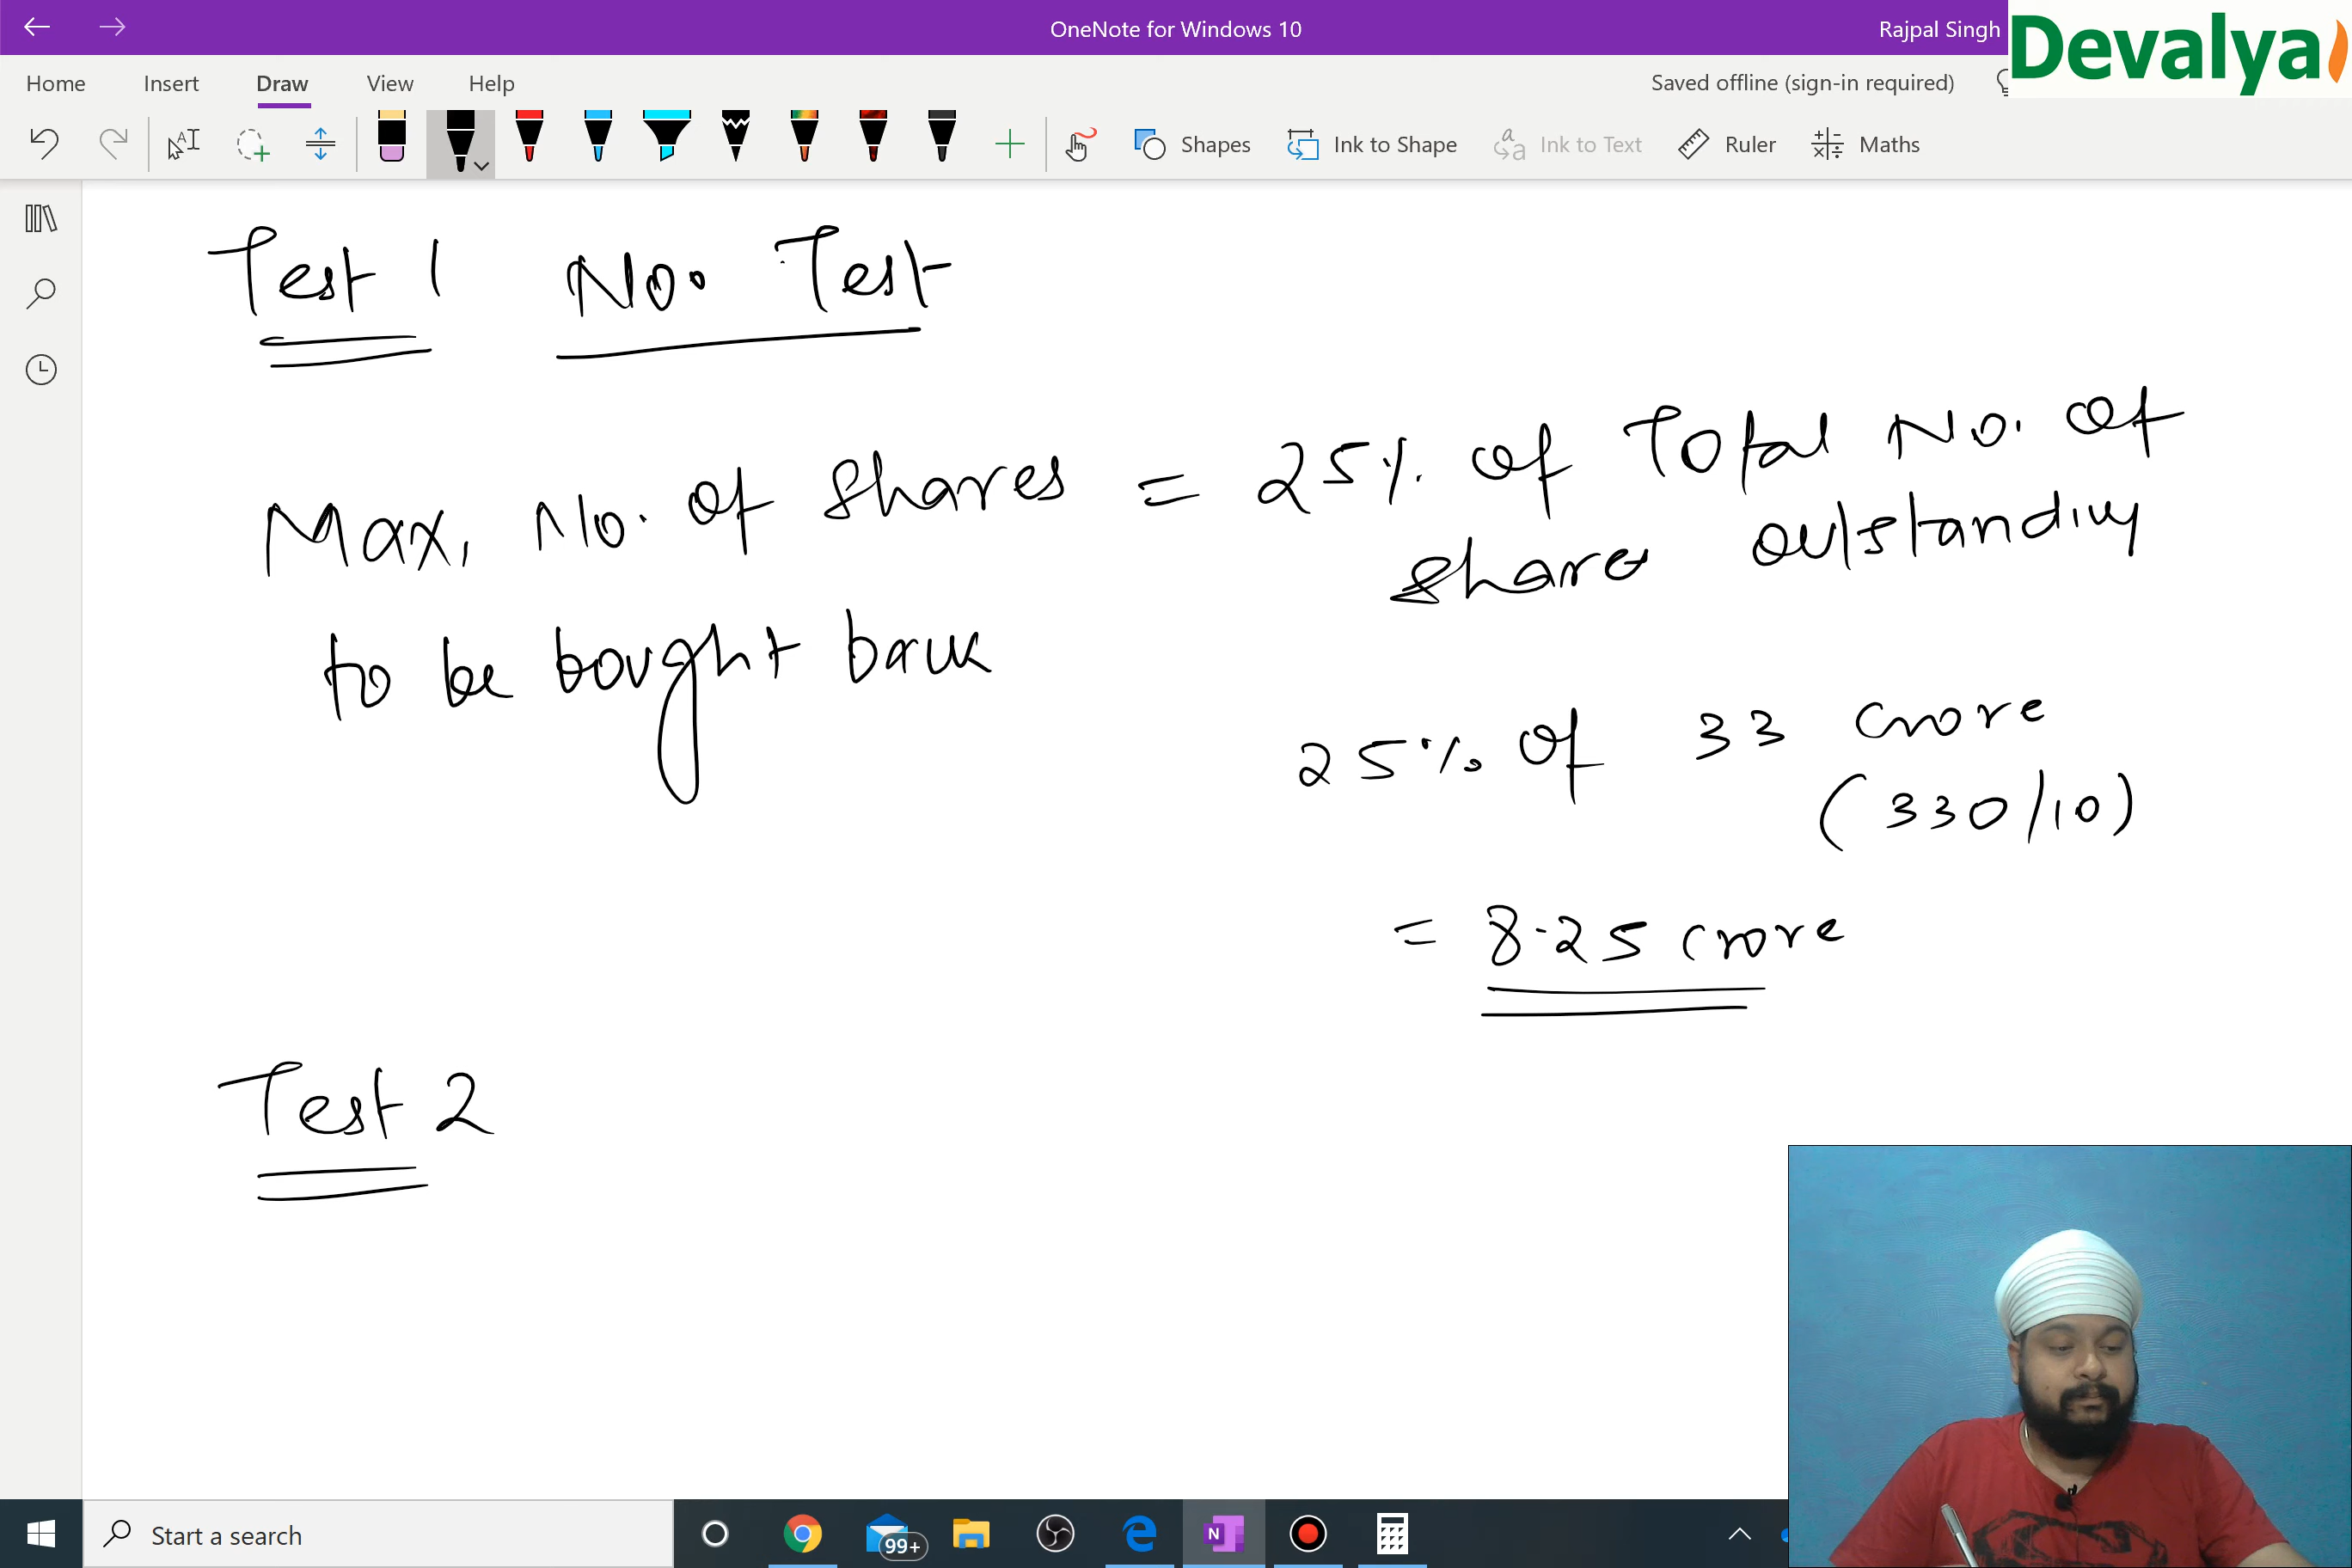 OneNote for Windows 10
Rajpal Singh
Devalya
Home Insert Draw View Help
Saved offline (sign-in required)
Shapes Ink to Shape Ink to Text Ruler Maths
Test 1 No. Test
Max. No. of shares = 25% of Total No. of
share outstanding
to be bought back
25% of 33 crore
(330/10)
= 8.25 crore
Test 2
Start a search
99+
N